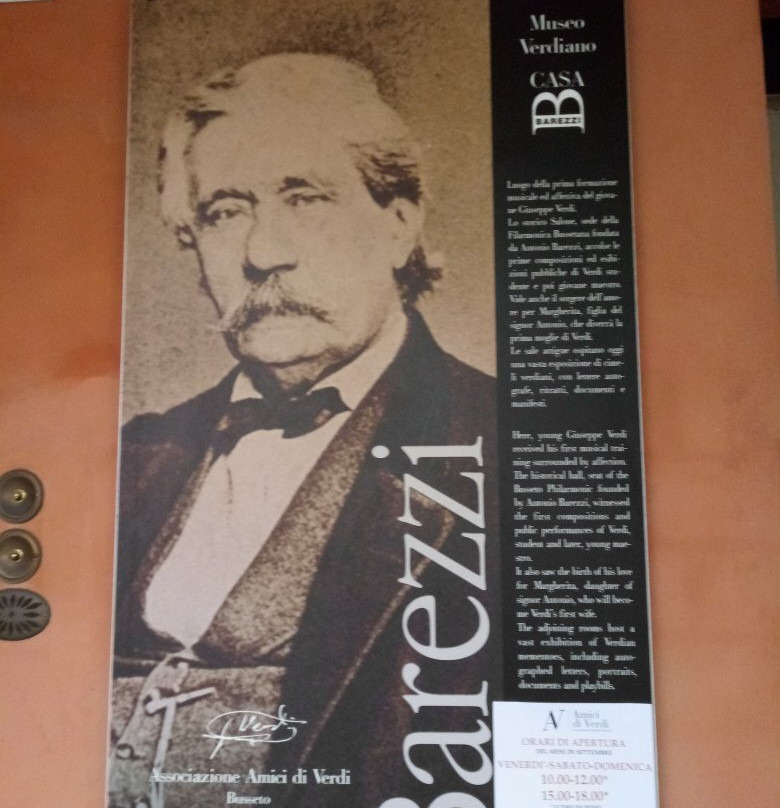 Museo
Verdiano
CASA
B
BAREZZI
Luogo della prima formazione
musicale ed affettiva del giova-
ne Giuseppe Verdi.
Lo storico Salone, sede della
Filarmonica Bussetana fondata
da Antonio Barezzi, accolse le
prime composizioni ed esibi-
zioni pubbliche di Verdi stu-
dente e poi giovane maestro.
Vide anche il sorgere dell'amo-
re per Margherita, figlia del
signor Antonio, che diverrà la
prima moglie di Verdi.
Le sale attigue ospitano oggi
una vasta esposizione di cime-
li verdiani, con lettere auto-
grafe, ritratti, documenti e
manifesti.
Here, young Giuseppe Verdi
received his first musical trai-
ning surrounded by affection.
The historical hall, seat of the
Busseto Philarmonic founded
by Antonio Barezzi, witnessed
the first compositions and
public performances of Verdi,
student and later, young mae-
stro.
It also saw the birth of his love
for Margherita, daughter of
signor Antonio, who will beco-
me Verdi's first wife.
The adjoining rooms host a
vast exhibition of Verdian
mementoes, including auto-
graphed letters, portraits,
documents and playbills.
Barezzi
G Verdi
Associazione Amici di Verdi
Busseto
AV Amici
di Verdi
ORARI DI APERTURA
DEL MESE DI SETTEMBRE
VENERDI'-SABATO-DOMENICA
10.00-12.00*
15.00-18.00*